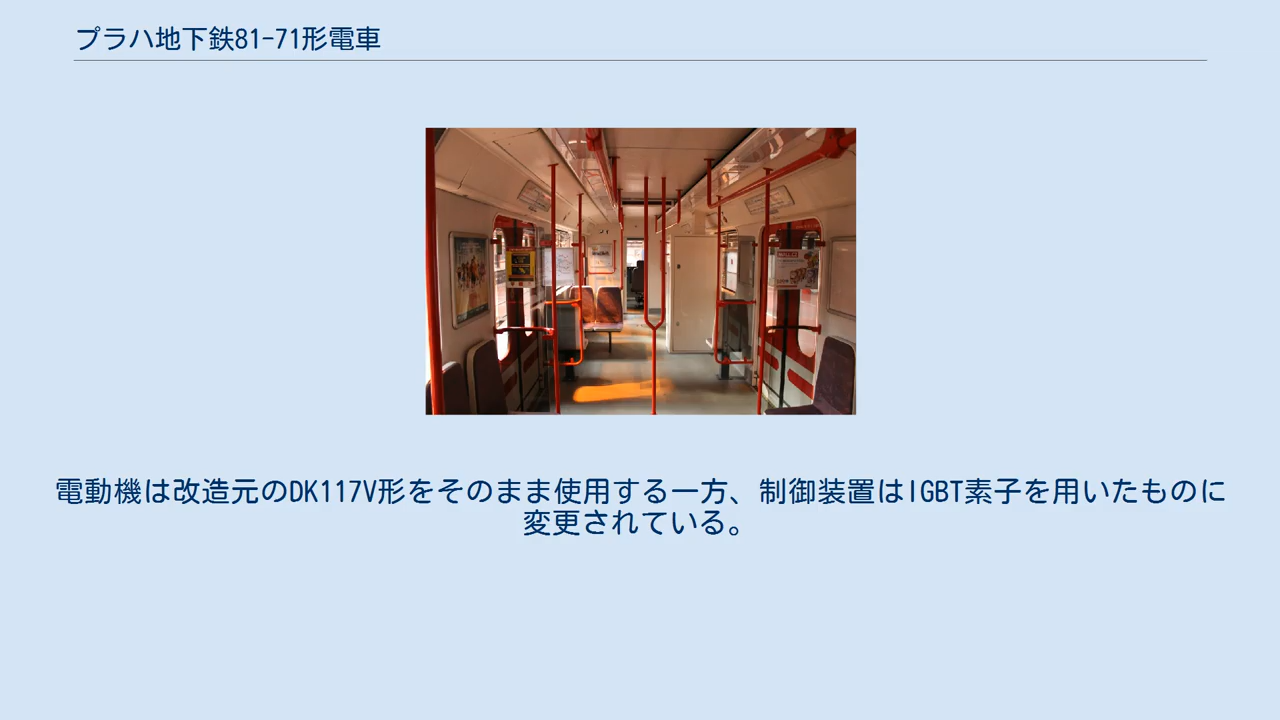 プラハ地下鉄81-71形電車
電動機は改造元のDK117V形をそのまま使用する一方、制御装置はIGBT素子を用いたものに
変更されている。